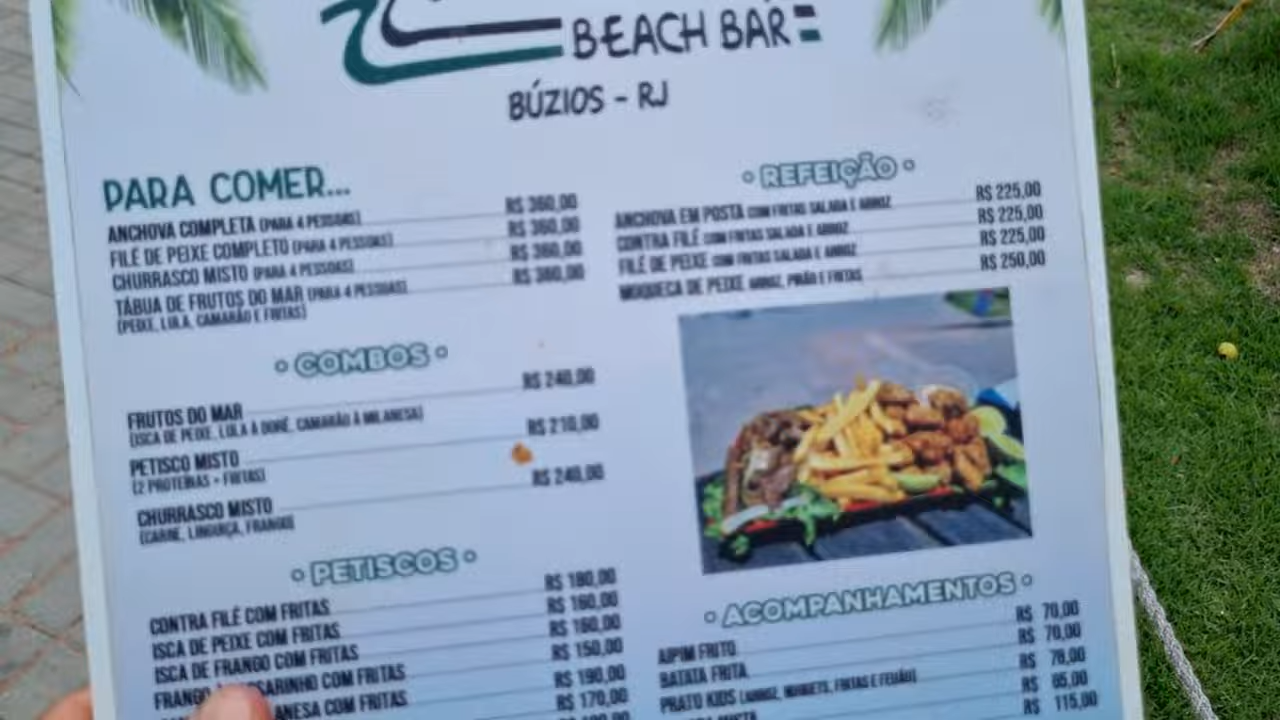 BEACH BAR
BÚZIOS - RJ
PARA COMER...
ANCHOVA COMPLETA (PARA 4 PESSOAS) R$ 360,00
FILÉ DE PEIXE COMPLETO (PARA 4 PESSOAS) R$ 360,00
CHURRASCO MISTO (PARA 4 PESSOAS) R$ 360,00
TÁBUA DE FRUTOS DO MAR (PARA 4 PESSOAS) R$ 360,00
(PEIXE, LULA, CAMARÃO E FRITAS)
• COMBOS •
FRUTOS DO MAR R$ 240,00
(ISCA DE PEIXE, LULA À DORÊ, CAMARÃO À MILANESA)
PETISCO MISTO R$ 210,00
(2 PROTEÍNAS + FRITAS)
CHURRASCO MISTO R$ 240,00
(CARNE, LINGUIÇA, FRANGO)
• PETISCOS •
CONTRA FILÉ COM FRITAS R$ 180,00
ISCA DE PEIXE COM FRITAS R$ 160,00
ISCA DE FRANGO COM FRITAS R$ 160,00
FRANGO COM FRITAS R$ 150,00
COM FRITAS R$ 190,00
R$ 170,00
• REFEIÇÃO •
ANCHOVA EM POSTA COM FRITAS SALADA E ARROZ R$ 225,00
CONTRA FILÉ COM FRITAS SALADA E ARROZ R$ 225,00
FILÉ DE PEIXE COM FRITAS SALADA E ARROZ R$ 225,00
MOQUECA DE PEIXE ARROZ, PIRÃO E FRITAS R$ 250,00
• ACOMPANHAMENTOS •
AIPIM FRITO R$ 70,00
BATATA FRITA R$ 70,00
PRATO KIDS (ARROZ, NUGGETS, FRITAS E FEIJÃO) R$ 78,00
R$ 65,00
R$ 115,00